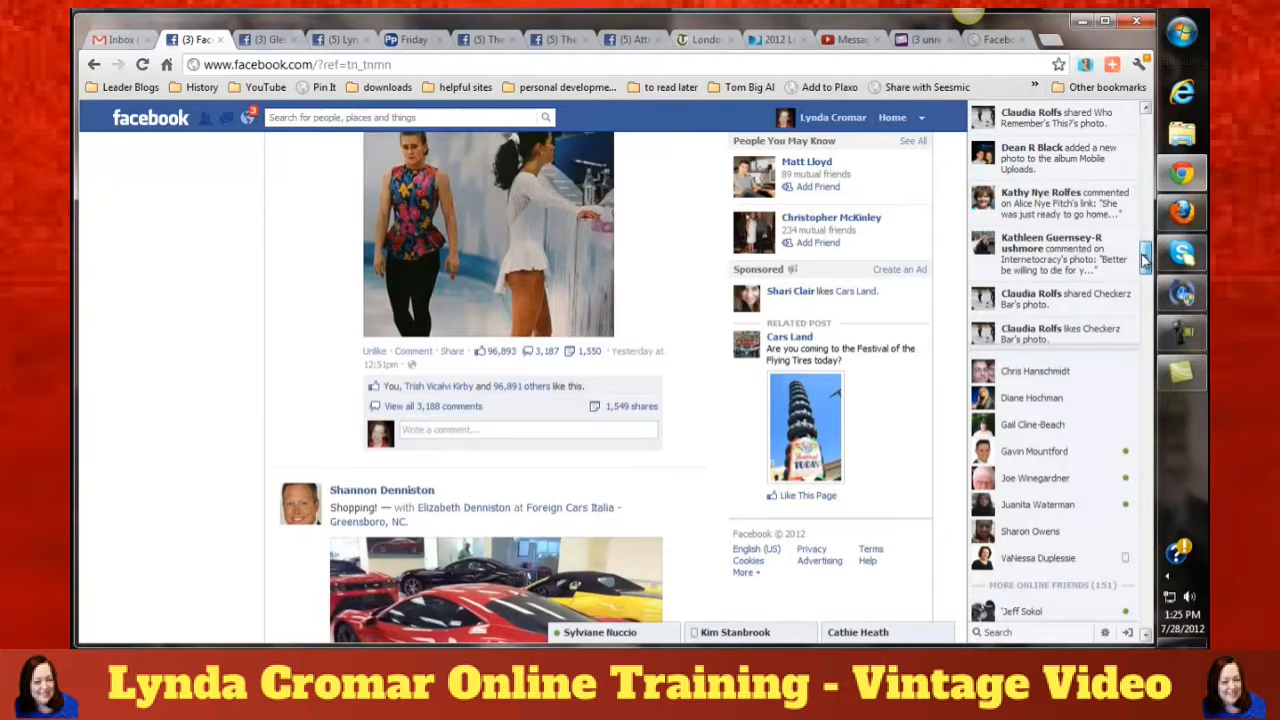 Inbox (
(3) Fac
(3) Gle
(5) Lyn
Friday
(5) The
(5) The
(5) Atti
London
2012 L
Messag
(3 unre
Facebo
www.facebook.com/?ref=tn_tnmn
Leader Blogs
History
YouTube
Pin It
downloads
helpful sites
personal developme...
to read later
Tom Big Al
Add to Plaxo
Share with Seesmic
»
Other bookmarks
facebook
3
Search for people, places and things
Lynda Cromar
Home
Unlike · Comment · Share · 96,893 3,187 1,550 · Yesterday at
12:51pm ·
You, Trish Vicalvi Kirby and 96,891 others like this.
View all 3,188 comments
1,549 shares
Write a comment...
Shannon Denniston
Shopping! — with Elizabeth Denniston at Foreign Cars Italia -
Greensboro, NC.
People You May Know
See All
Matt Lloyd
89 mutual friends
Add Friend
Christopher McKinley
234 mutual friends
Add Friend
Sponsored
Create an Ad
Shari Clair likes Cars Land.
RELATED POST
Cars Land
Are you coming to the Festival of the
Flying Tires today?
TODAY
Like This Page
Facebook © 2012
English (US)
Privacy
Terms
Cookies
Advertising
Help
More
Claudia Rolfs shared Who
Remember's This?'s photo.
Dean R Black added a new
photo to the album Mobile
Uploads.
Kathy Nye Rolfes commented
on Alice Nye Fitch's link: "She
was just ready to go home..."
Kathleen Guernsey-R
ushmore commented on
Internetocracy's photo: "Better
be willing to die for y..."
Claudia Rolfs shared Checkerz
Bar's photo.
Claudia Rolfs likes Checkerz
Bar's photo.
Chris Hanschmidt
Diane Hochman
Gail Cline-Beach
Gavin Mountford
Joe Winegardner
Juanita Waterman
Sharon Owens
VaNessa Duplessie
MORE ONLINE FRIENDS (151)
'Jeff Sokol
Search
Sylviane Nuccio
Kim Stanbrook
Cathie Heath
1:25 PM
7/28/2012
Lynda Cromar Online Training - Vintage Video